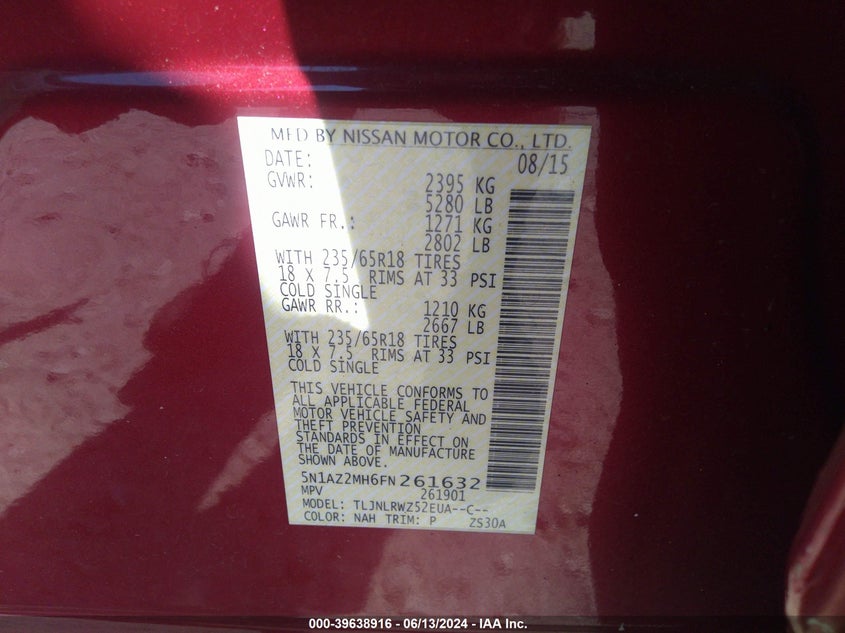 MFD BY NISSAN MOTOR CO., LTD.
DATE: 08/15
GVWR: 2395 KG
5280 LB
GAWR FR.: 1271 KG
2802 LB
WITH 235/65R18 TIRES
18 X 7.5 RIMS AT 33 PSI
COLD SINGLE
GAWR RR.: 1210 KG
2667 LB
WITH 235/65R18 TIRES
18 X 7.5 RIMS AT 33 PSI
COLD SINGLE
THIS VEHICLE CONFORMS TO
ALL APPLICABLE FEDERAL
MOTOR VEHICLE SAFETY AND
THEFT PREVENTION
STANDARDS IN EFFECT ON
THE DATE OF MANUFACTURE
SHOWN ABOVE.
5N1AZ2MH6FN261632
MPV 261901
MODEL: TLJNLRWZ52EUA--C--
COLOR: NAH TRIM: P ZS30A
000-39638916 - 06/13/2024 - IAA Inc.